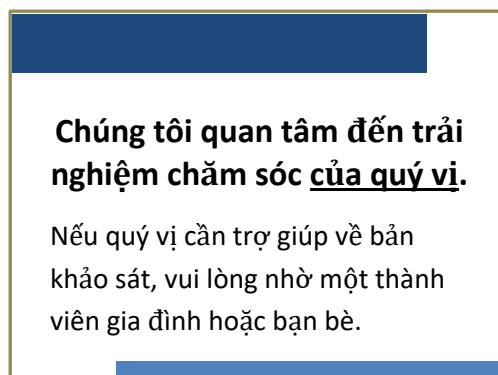 Chúng tôi quan tâm đến trải
nghiệm chăm sóc của quý vị.
Nếu quý vị cần trợ giúp về bản
khảo sát, vui lòng nhờ một thành
viên gia đình hoặc bạn bè.